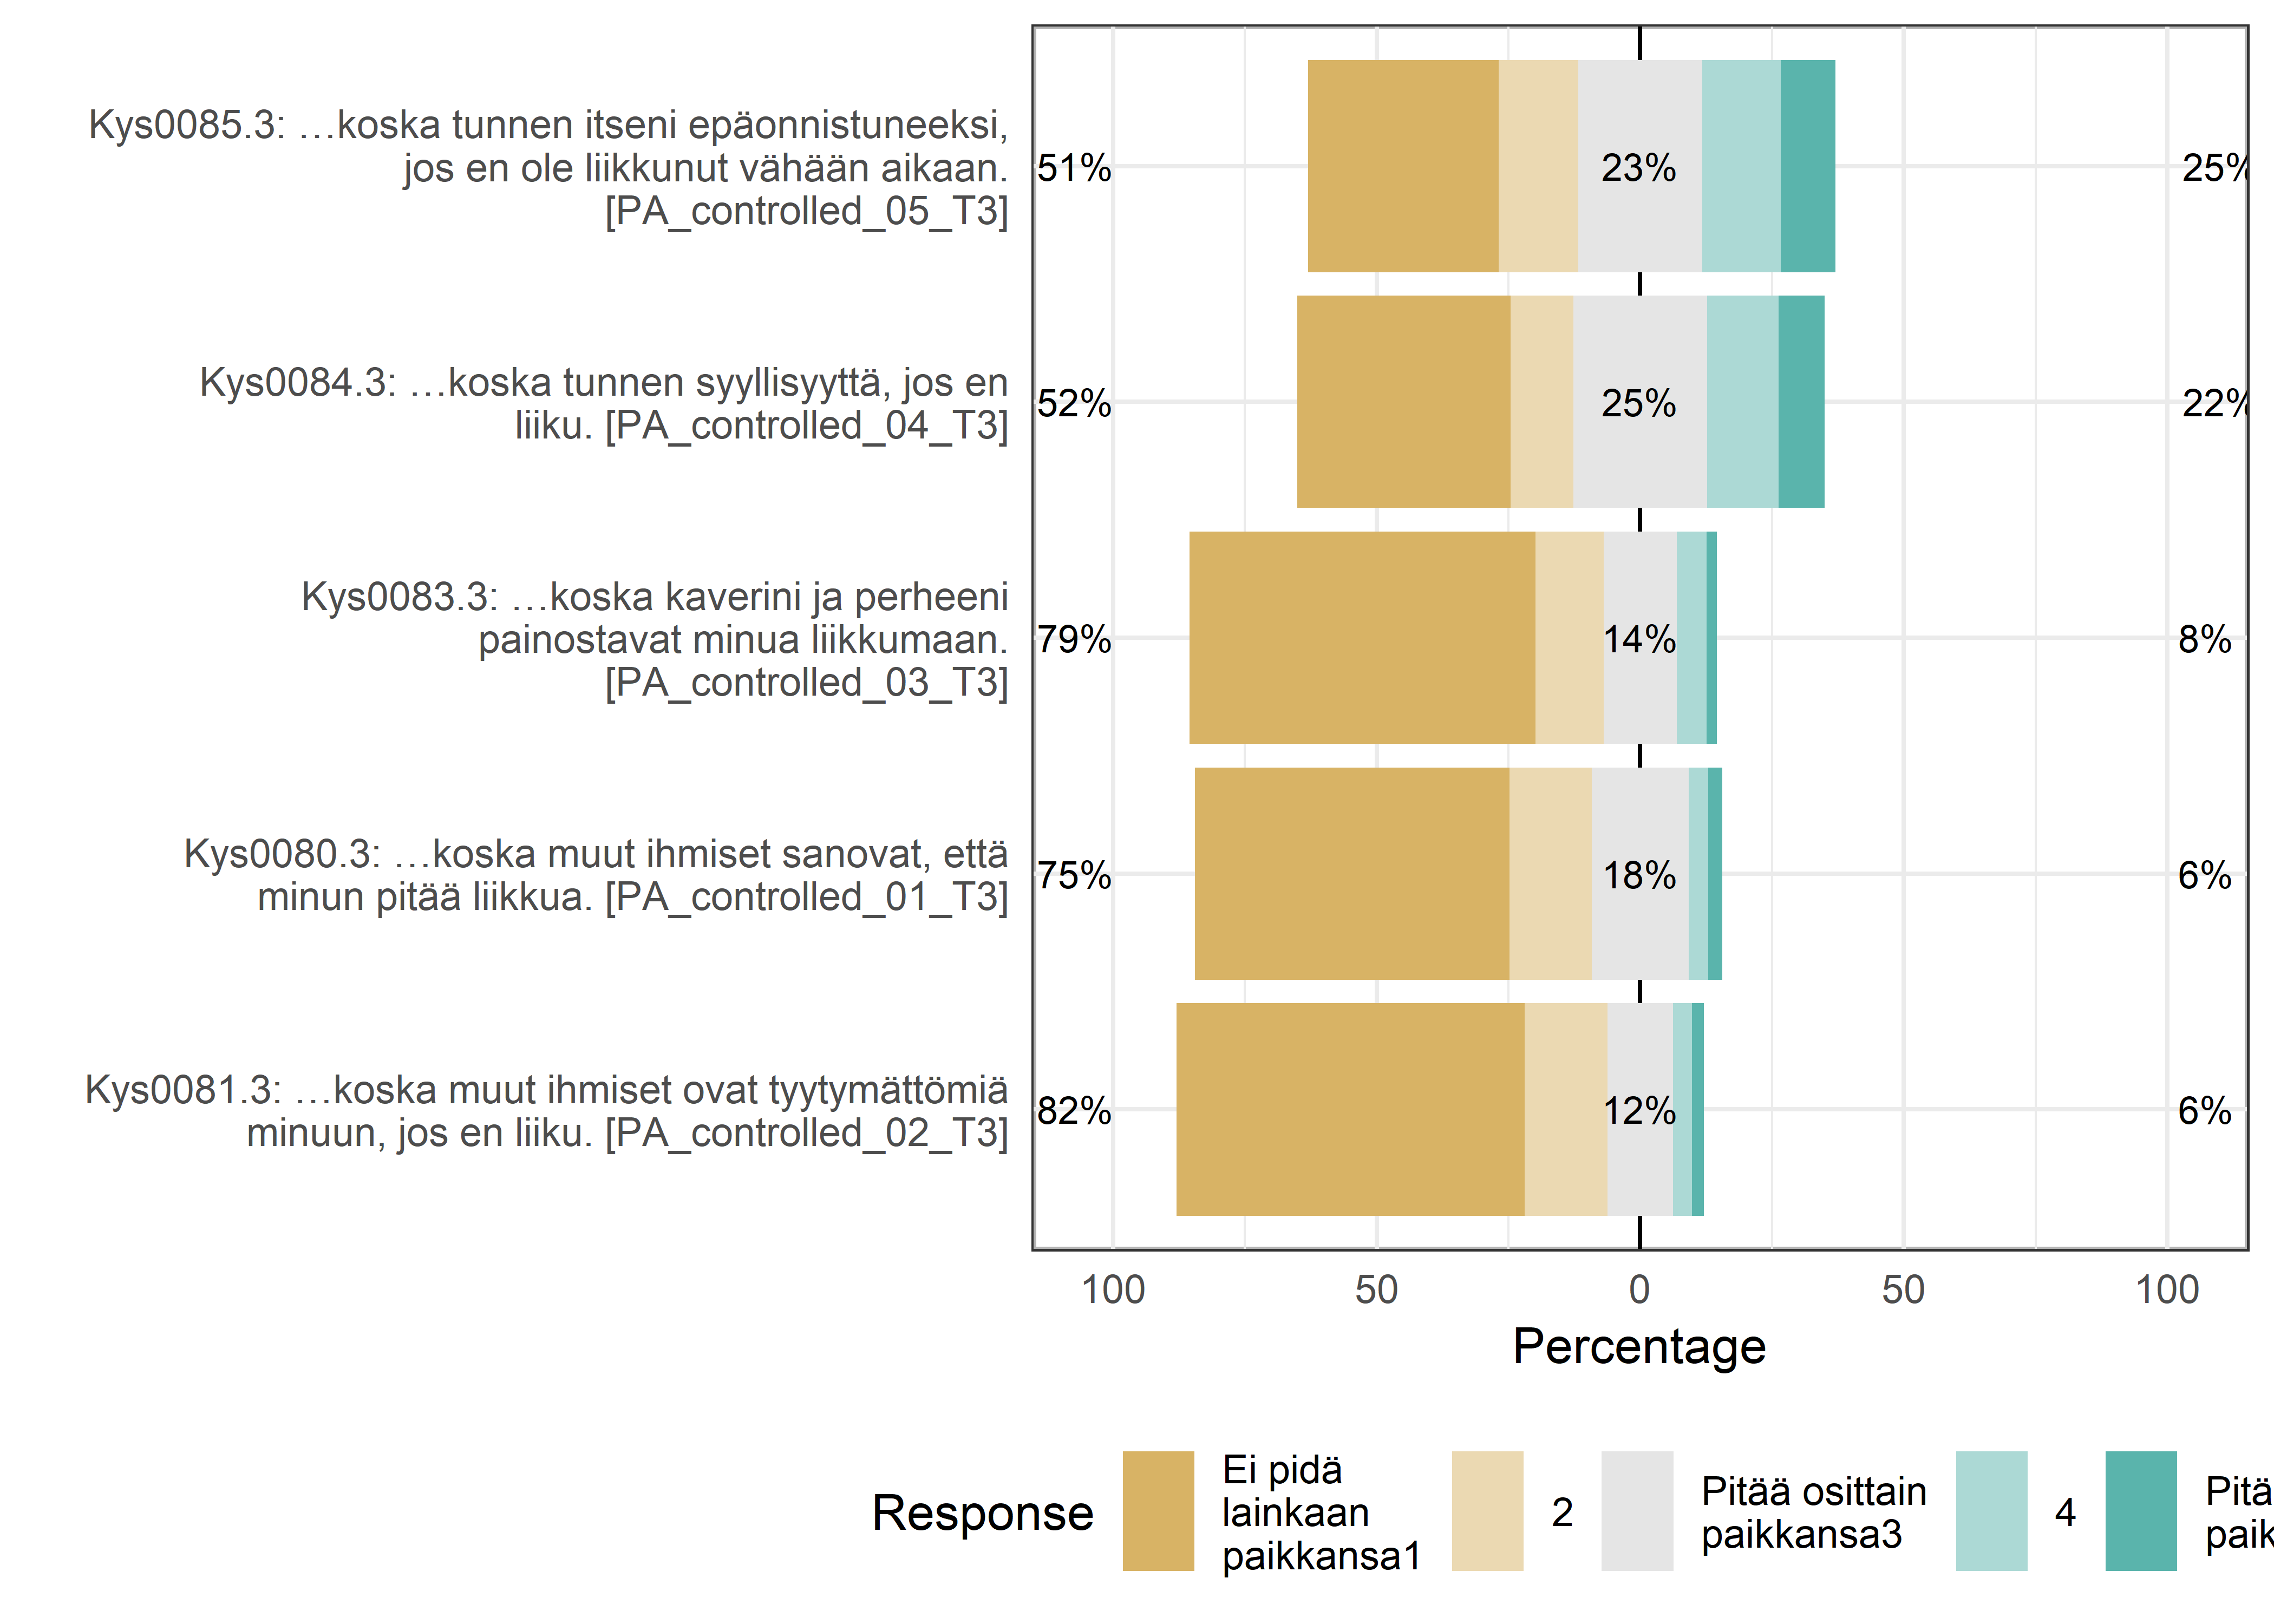 Kys0085.3: …koska tunnen itseni epäonnistuneeksi,
jos en ole liikkunut vähään aikaan.
[PA_controlled_05_T3]
51%
23%
25%
Kys0084.3: …koska tunnen syyllisyyttä, jos en
liiku. [PA_controlled_04_T3]
52%
25%
22%
Kys0083.3: …koska kaverini ja perheeni
painostavat minua liikkumaan.
[PA_controlled_03_T3]
79%
14%
8%
Kys0080.3: …koska muut ihmiset sanovat, että
minun pitää liikkua. [PA_controlled_01_T3]
75%
18%
6%
Kys0081.3: …koska muut ihmiset ovat tyytymättömiä
minuun, jos en liiku. [PA_controlled_02_T3]
82%
12%
6%
100 50 0 50 100
Percentage
Response
Ei pidä
lainkaan
paikkansa1
2
Pitää osittain
paikkansa3
4